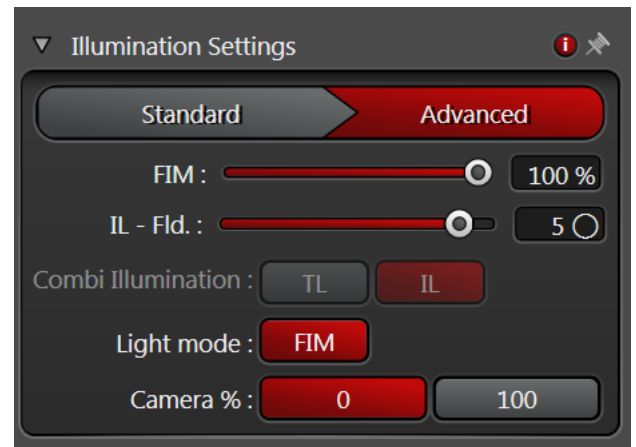 Illumination Settings
Standard Advanced
FIM : 100 %
IL - Fld. : 5
Combi Illumination : TL IL
Light mode : FIM
Camera % : 0 100